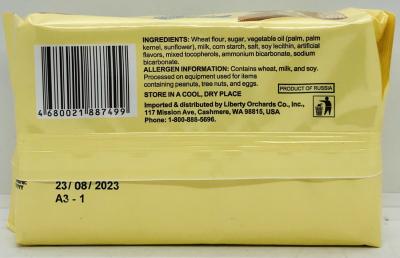 INGREDIENTS: Wheat flour, sugar, vegetable oil (palm, palm
kernel, sunflower), milk, corn starch, salt, soy lecithin, artificial
flavors, mixed tocopherols, ammonium bicarbonate, sodium
bicarbonate.
ALLERGEN INFORMATION: Contains wheat, milk, and soy.
Processed on equipment used for items
containing peanuts, tree nuts, and eggs.
STORE IN A COOL, DRY PLACE
PRODUCT OF RUSSIA
Imported & distributed by Liberty Orchards Co., Inc.,
117 Mission Ave, Cashmere, WA 98815, USA
Phone: 1-800-888-5696.
4 680021 887499
23/ 08/ 2023
A3 - 1